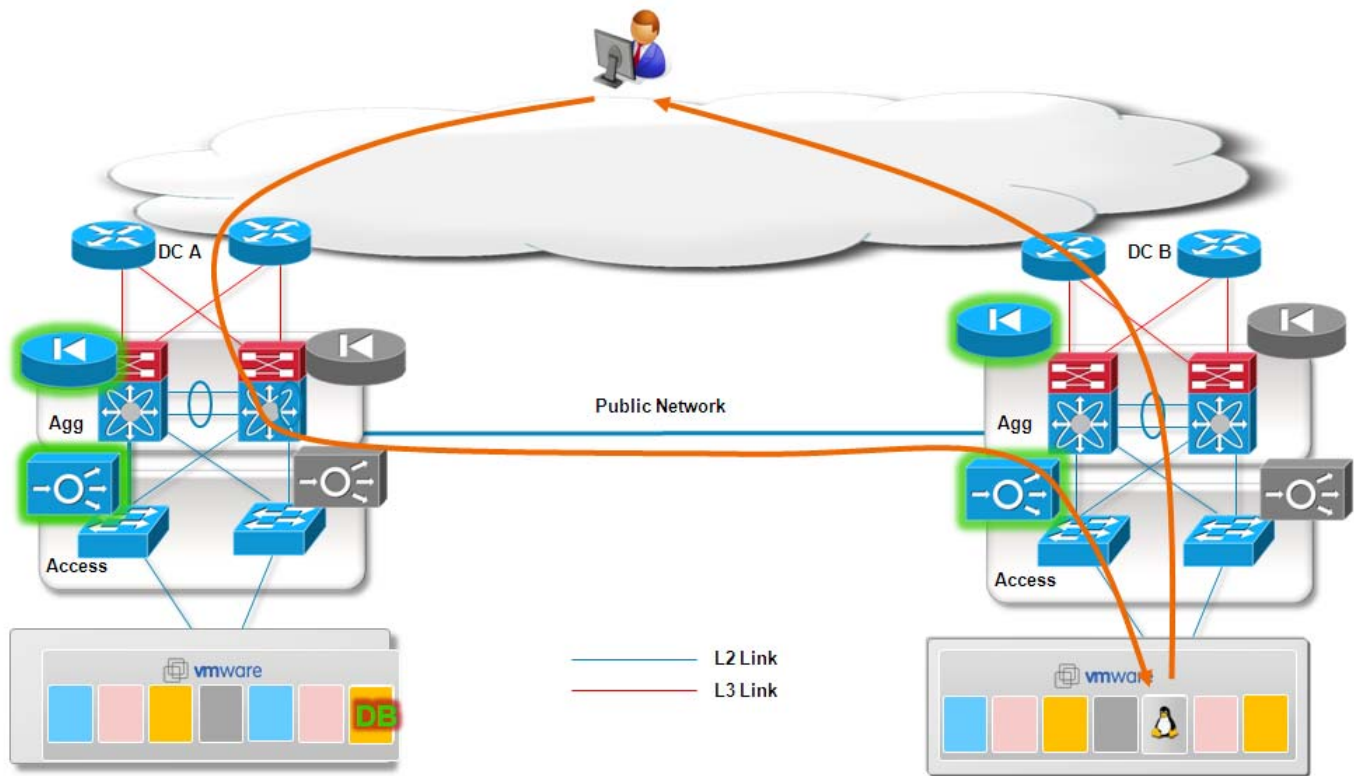 DC A
DC B
Public Network
Agg
Agg
Access
Access
vmware
DB
L2 Link
L3 Link
vmware